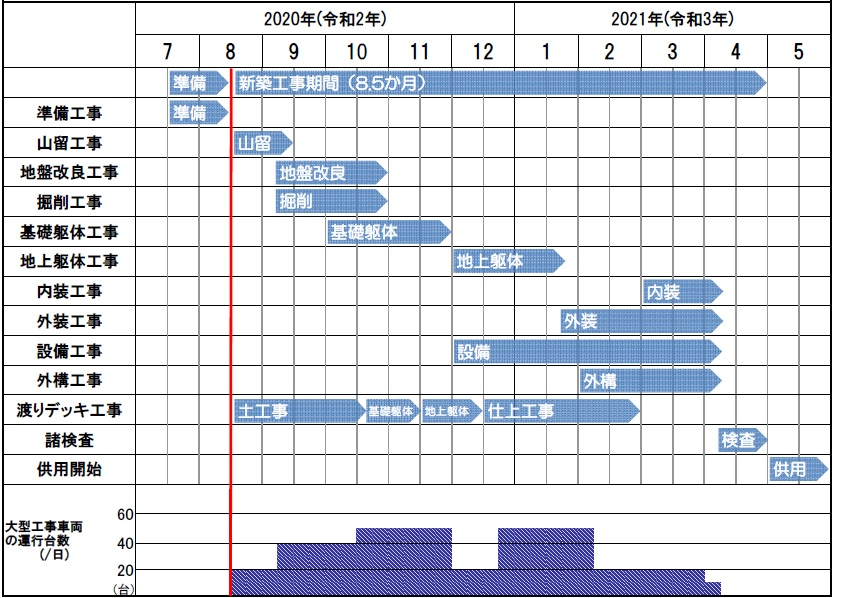 2020年(令和2年)
2021年(令和3年)
7 8 9 10 11 12 1 2 3 4 5
準備 新築工事期間（8.5か月）
準備工事 準備
山留工事 山留
地盤改良工事 地盤改良
掘削工事 掘削
基礎躯体工事 基礎躯体
地上躯体工事 地上躯体
内装工事 内装
外装工事 外装
設備工事 設備
外構工事 外構
渡りデッキ工事 土工事 基礎躯体 地上躯体 仕上工事
諸検査 検査
供用開始 供用
大型工事車両
の運行台数
(/日)
60
40
20
(台)